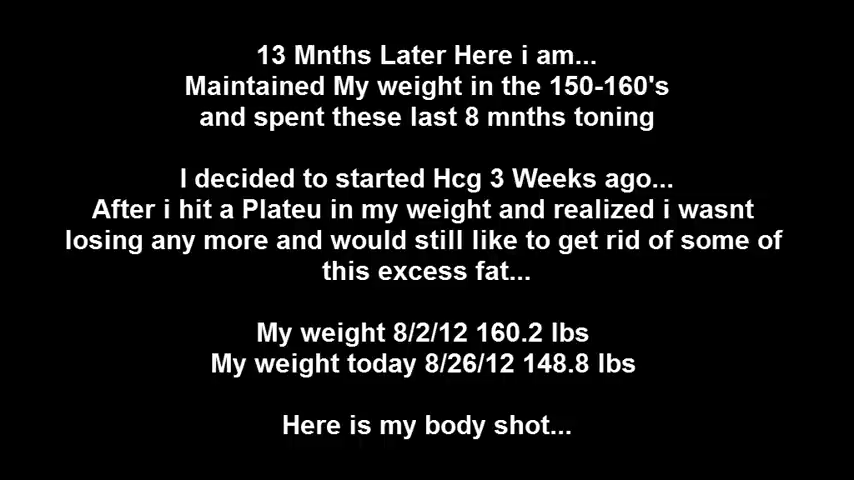 13 Mnths Later Here i am...
Maintained My weight in the 150-160's
and spent these last 8 mnths toning
I decided to started Hcg 3 Weeks ago...
After i hit a Plateu in my weight and realized i wasnt
losing any more and would still like to get rid of some of
this excess fat...
My weight 8/2/12 160.2 lbs
My weight today 8/26/12 148.8 lbs
Here is my body shot...